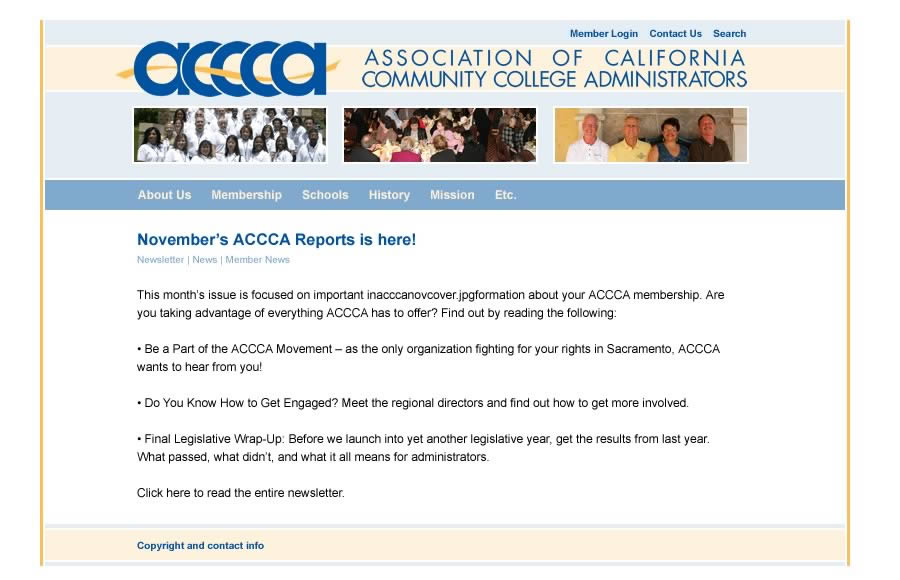 Member Login Contact Us Search
accca
ASSOCIATION OF CALIFORNIA
COMMUNITY COLLEGE ADMINISTRATORS
About Us Membership Schools History Mission Etc.
November's ACCCA Reports is here!
Newsletter | News | Member News
This month's issue is focused on important inacccanovcover.jpgformation about your ACCCA membership. Are
you taking advantage of everything ACCCA has to offer? Find out by reading the following:
• Be a Part of the ACCCA Movement – as the only organization fighting for your rights in Sacramento, ACCCA
wants to hear from you!
• Do You Know How to Get Engaged? Meet the regional directors and find out how to get more involved.
• Final Legislative Wrap-Up: Before we launch into yet another legislative year, get the results from last year.
What passed, what didn't, and what it all means for administrators.
Click here to read the entire newsletter.
Copyright and contact info